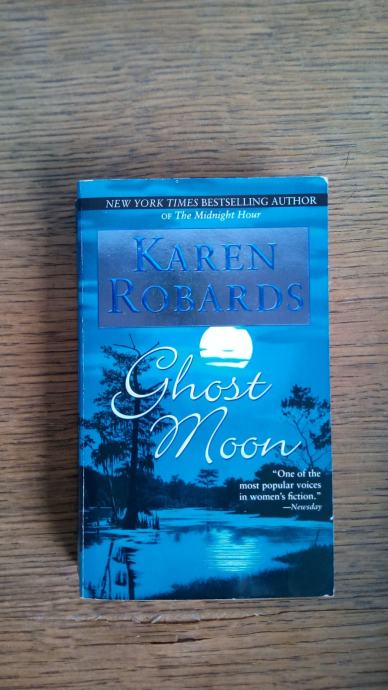 NEW YORK TIMES BESTSELLING AUTHOR
OF The Midnight Hour
KAREN
ROBARDS
Ghost
Moon
"One of the
most popular voices
in women's fiction."
—Newsday